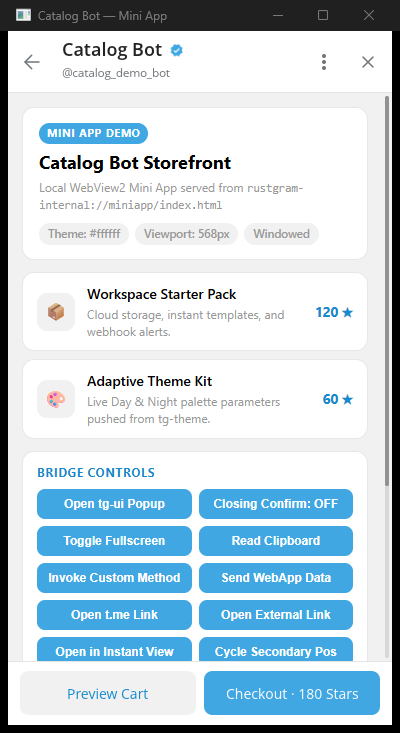 Catalog Bot — Mini App
Catalog Bot
@catalog_demo_bot
MINI APP DEMO
Catalog Bot Storefront
Local WebView2 Mini App served from rustgram-
internal://miniapp/index.html
Theme: #ffffff
Viewport: 568px
Windowed
Workspace Starter Pack
Cloud storage, instant templates, and
webhook alerts.
120 ★
Adaptive Theme Kit
Live Day & Night palette parameters
pushed from tg-theme.
60 ★
BRIDGE CONTROLS
Open tg-ui Popup
Closing Confirm: OFF
Toggle Fullscreen
Read Clipboard
Invoke Custom Method
Send WebApp Data
Open t.me Link
Open External Link
Open in Instant View
Cycle Secondary Pos
Preview Cart
Checkout · 180 Stars